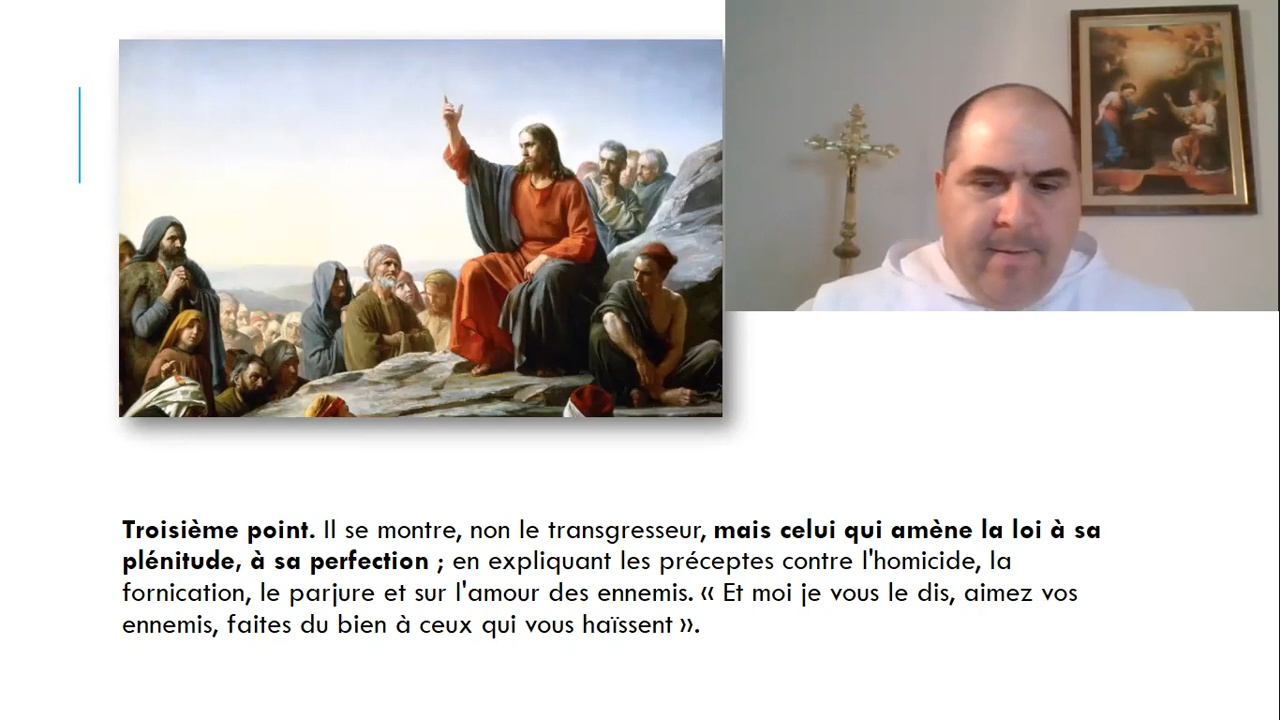 Troisième point. Il se montre, non le transgresseur, mais celui qui amène la loi à sa
plénitude, à sa perfection ; en expliquant les préceptes contre l'homicide, la
fornication, le parjure et sur l'amour des ennemis. « Et moi je vous le dis, aimez vos
ennemis, faites du bien à ceux qui vous haïssent ».